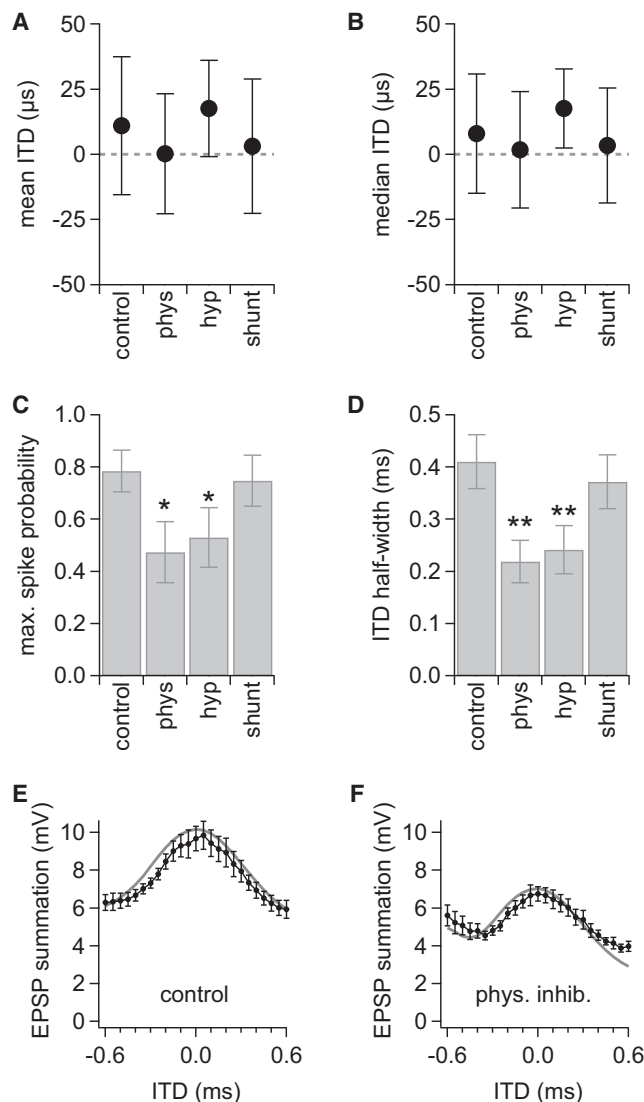 A
50
25
0
-25
-50
mean ITD (µs)
control
phys
hyp
shunt
B
50
25
0
-25
-50
median ITD (µs)
control
phys
hyp
shunt
C
1.0
0.8
0.6
0.4
0.2
0.0
max. spike probability
* *
control
phys
hyp
shunt
D
0.5
0.4
0.3
0.2
0.1
0.0
ITD half-width (ms)
** **
control
phys
hyp
shunt
E
10
8
6
4
2
0
EPSP summation (mV)
control
-0.6 0.0 0.6
ITD (ms)
F
10
8
6
4
2
0
EPSP summation (mV)
phys. inhib.
-0.6 0.0 0.6
ITD (ms)